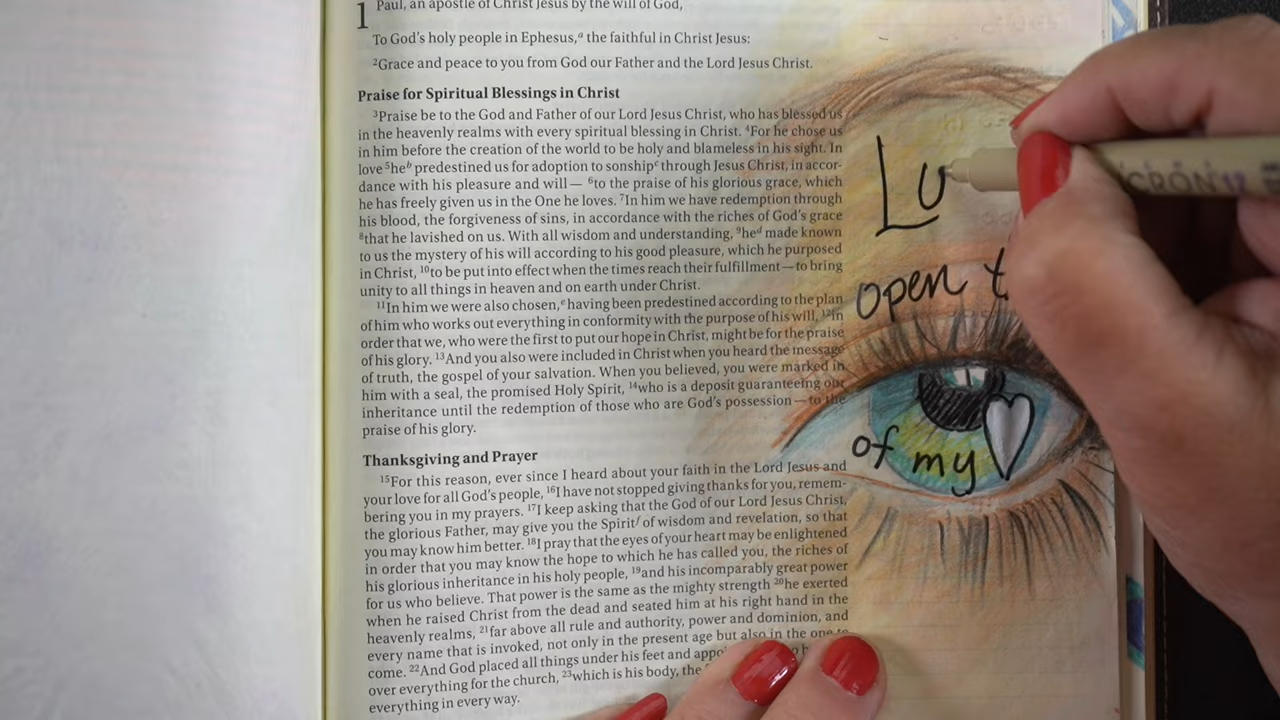 1
Paul, an apostle of Christ Jesus by the will of God,
To God's holy people in Ephesus,a the faithful in Christ Jesus:
2Grace and peace to you from God our Father and the Lord Jesus Christ.
Praise for Spiritual Blessings in Christ
3Praise be to the God and Father of our Lord Jesus Christ, who has blessed us
in the heavenly realms with every spiritual blessing in Christ. 4For he chose us
in him before the creation of the world to be holy and blameless in his sight. In
love 5heb predestined us for adoption to sonshipc through Jesus Christ, in accor-
dance with his pleasure and will— 6to the praise of his glorious grace, which
he has freely given us in the One he loves. 7In him we have redemption through
his blood, the forgiveness of sins, in accordance with the riches of God's grace
8that he lavished on us. With all wisdom and understanding, 9hed made known
to us the mystery of his will according to his good pleasure, which he purposed
in Christ, 10to be put into effect when the times reach their fulfillment—to bring
unity to all things in heaven and on earth under Christ.
11In him we were also chosen,e having been predestined according to the plan
of him who works out everything in conformity with the purpose of his will, 12in
order that we, who were the first to put our hope in Christ, might be for the praise
of his glory. 13And you also were included in Christ when you heard the message
of truth, the gospel of your salvation. When you believed, you were marked in
him with a seal, the promised Holy Spirit, 14who is a deposit guaranteeing our
inheritance until the redemption of those who are God's possession—to the
praise of his glory.
Thanksgiving and Prayer
15For this reason, ever since I heard about your faith in the Lord Jesus and
your love for all God's people, 16I have not stopped giving thanks for you, remem-
bering you in my prayers. 17I keep asking that the God of our Lord Jesus Christ,
the glorious Father, may give you the Spiritf of wisdom and revelation, so that
you may know him better. 18I pray that the eyes of your heart may be enlightened
in order that you may know the hope to which he has called you, the riches of
his glorious inheritance in his holy people, 19and his incomparably great power
for us who believe. That power is the same as the mighty strength 20he exerted
when he raised Christ from the dead and seated him at his right hand in the
heavenly realms, 21far above all rule and authority, power and dominion, and
every name that is invoked, not only in the present age but also in the one to
come. 22And God placed all things under his feet and
over everything for the church, 23which is his body, the
everything in every way.
Lo
open t
of my